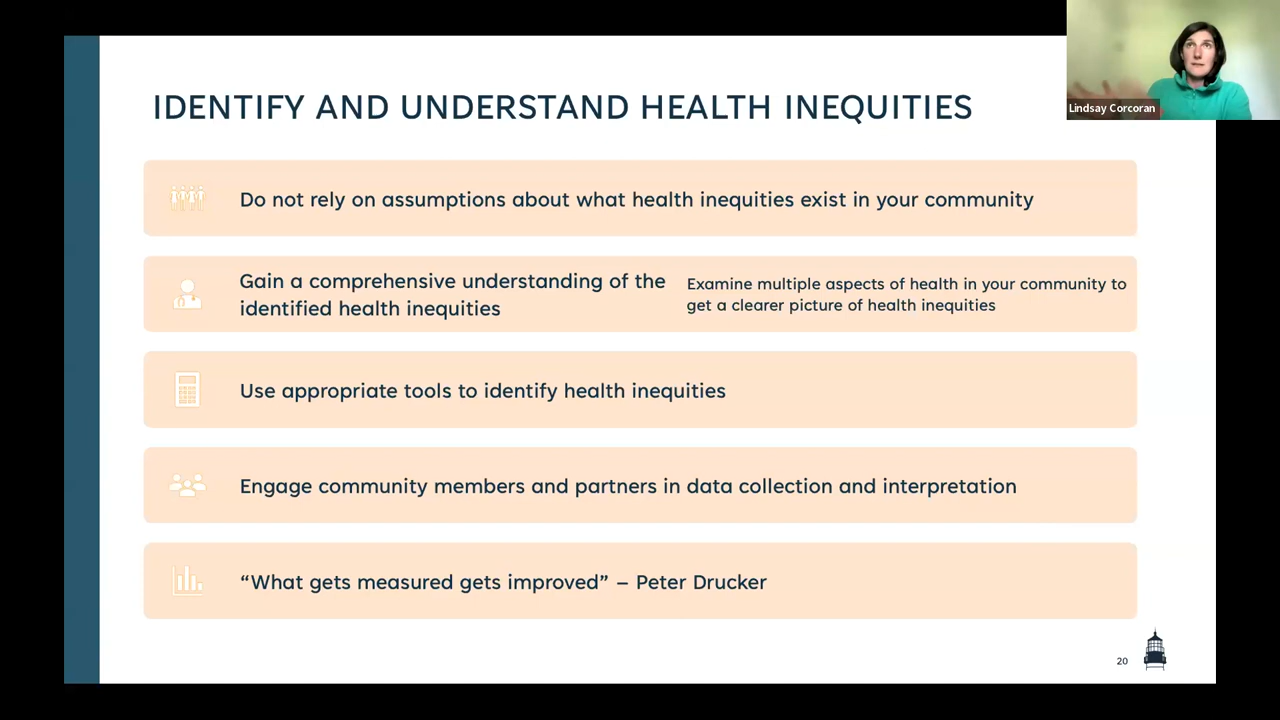 IDENTIFY AND UNDERSTAND HEALTH INEQUITIES
Lindsay Corcoran
Do not rely on assumptions about what health inequities exist in your community
Gain a comprehensive understanding of the
identified health inequities
Examine multiple aspects of health in your community to
get a clearer picture of health inequities
Use appropriate tools to identify health inequities
Engage community members and partners in data collection and interpretation
“What gets measured gets improved” – Peter Drucker
20